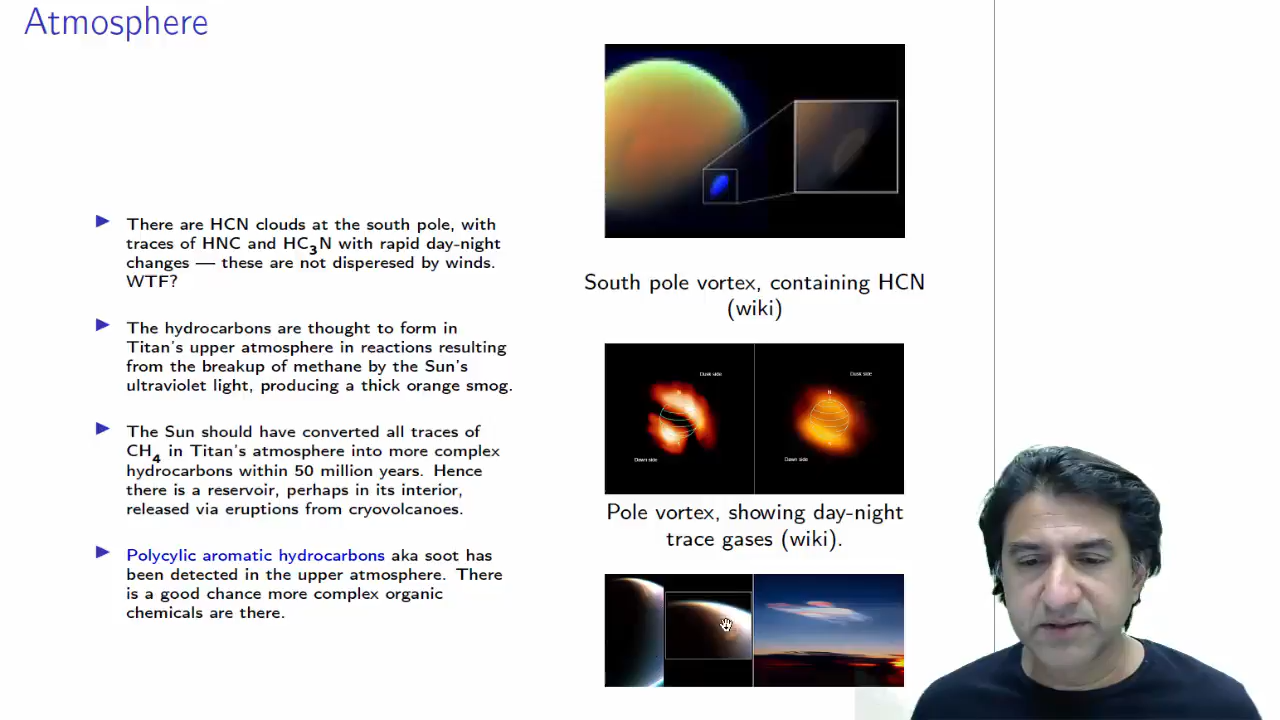 Atmosphere
There are HCN clouds at the south pole, with
traces of HNC and HC3N with rapid day-night
changes — these are not disperesed by winds.
WTF?
The hydrocarbons are thought to form in
Titan's upper atmosphere in reactions resulting
from the breakup of methane by the Sun's
ultraviolet light, producing a thick orange smog.
The Sun should have converted all traces of
CH4 in Titan's atmosphere into more complex
hydrocarbons within 50 million years. Hence
there is a reservoir, perhaps in its interior,
released via eruptions from cryovolcanoes.
Polycylic aromatic hydrocarbons aka soot has
been detected in the upper atmosphere. There
is a good chance more complex organic
chemicals are there.
South pole vortex, containing HCN
(wiki)
Dusk side
N
Dawn side
Dusk side
N
Dawn side
Pole vortex, showing day-night
trace gases (wiki).